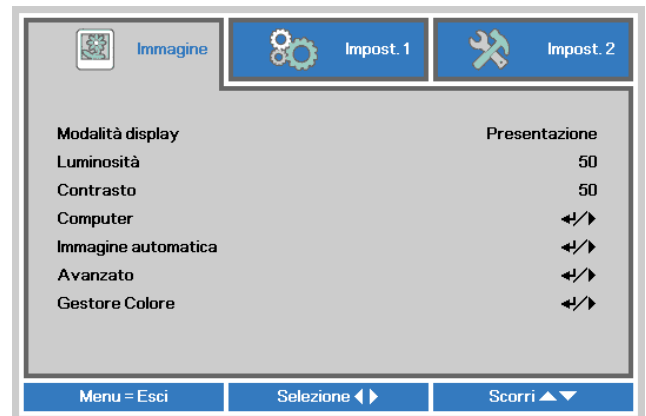 Immagine Impost. 1 Impost. 2
Modalità display Presentazione
Luminosità 50
Contrasto 50
Computer ↵/▶
Immagine automatica ↵/▶
Avanzato ↵/▶
Gestore Colore ↵/▶
Menu = Esci Selezione ◀▶ Scorri ▲▼